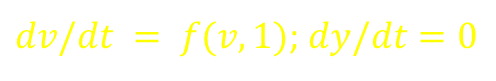 dv/dt = f(v,1); dy/dt = 0